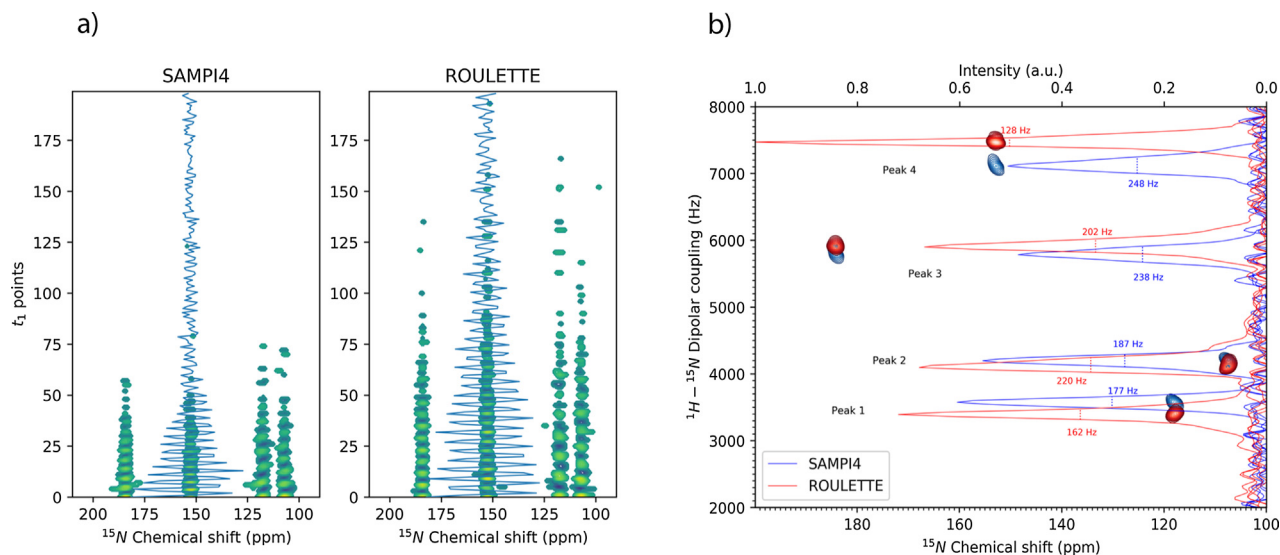 a)
SAMPI4
ROULETTE
t₁ points
175
150
125
100
75
50
25
0
200
150
100
200
150
100
¹⁵N Chemical shift (ppm)
¹⁵N Chemical shift (ppm)
b)
Intensity (a.u.)
1.0
0.8
0.6
0.4
0.2
0.0
¹H − ¹⁵N Dipolar coupling (Hz)
8000
7000
6000
5000
4000
3000
2000
128 Hz
Peak 4
248 Hz
202 Hz
Peak 3
238 Hz
187 Hz
Peak 2
220 Hz
177 Hz
Peak 1
162 Hz
SAMPI4
ROULETTE
180
160
140
120
100
¹⁵N Chemical shift (ppm)